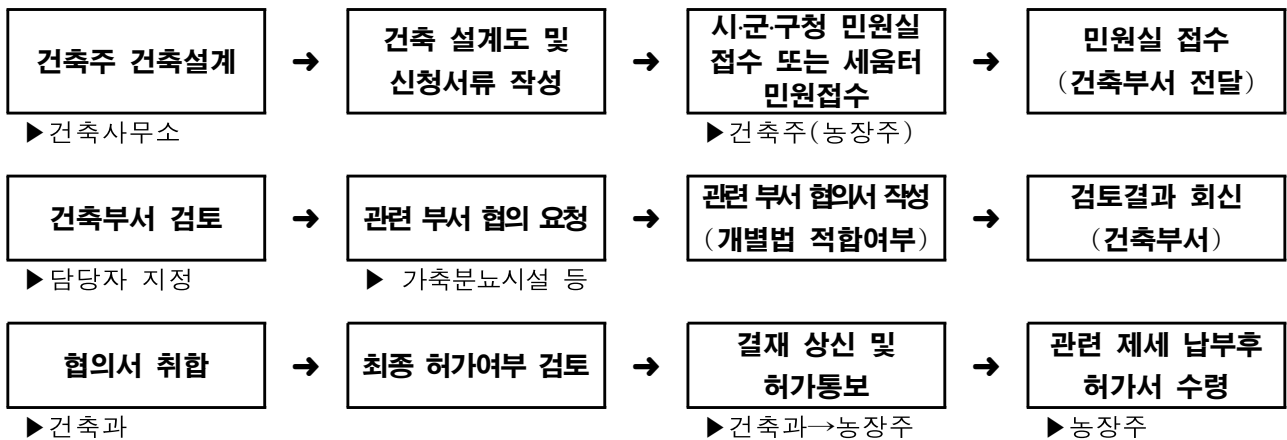 건축주 건축설계 ➜ 건축 설계도 및 신청서류 작성 ➜ 시·군·구청 민원실 접수 또는 세움터 민원접수 ➜ 민원실 접수 (건축부서 전달)
▶건축사무소 ▶건축주(농장주)
건축부서 검토 ➜ 관련 부서 협의 요청 ➜ 관련 부서 협의서 작성 (개별법 적합여부) ➜ 검토결과 회신 (건축부서)
▶담당자 지정 ▶ 가축분뇨시설 등
협의서 취합 ➜ 최종 허가여부 검토 ➜ 결재 상신 및 허가통보 ➜ 관련 제세 납부후 허가서 수령
▶건축과 ▶건축과→농장주 ▶농장주